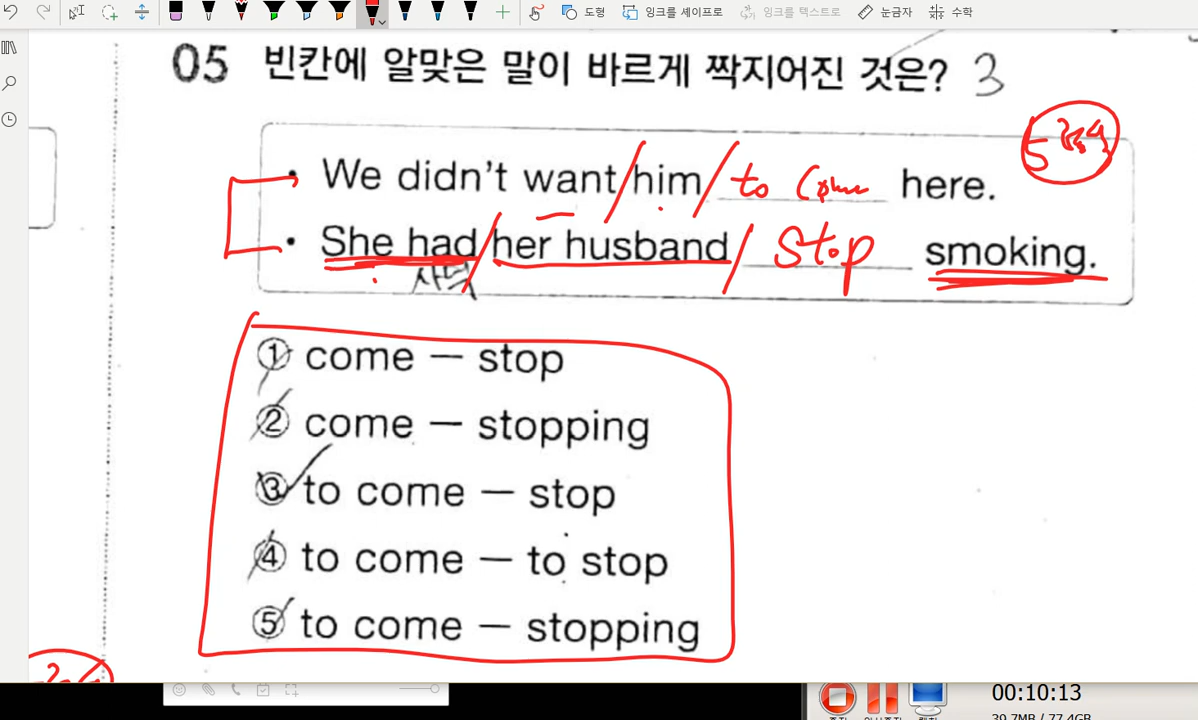 도형 잉크를 셰이프로 잉크를 텍스트로 눈금자 수학
05 빈칸에 알맞은 말이 바르게 짝지어진 것은? 3
5형식
• We didn't want/him/to come here.
• She had/her husband/stop smoking.
사역
① come – stop
② come – stopping
③ to come – stop
④ to come – to stop
⑤ to come – stopping
00:10:13
39.7MB / 77.4GB